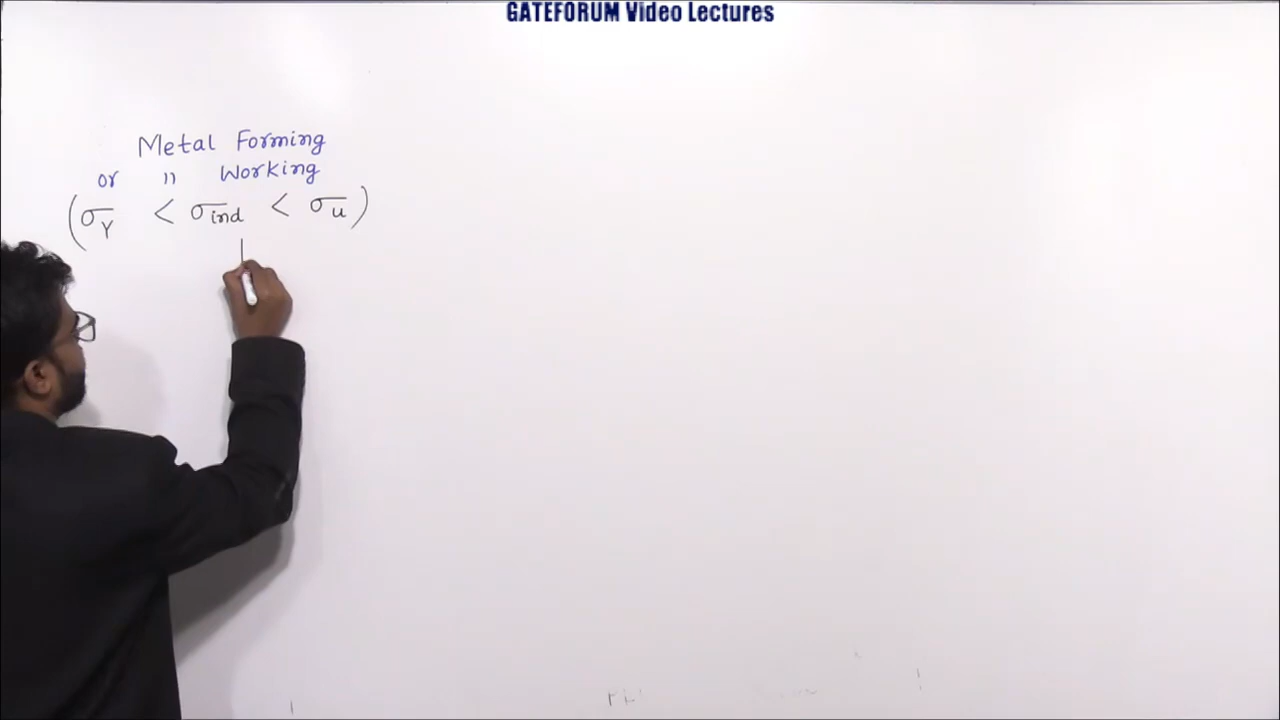 GATEFORUM Video Lectures
Metal Forming
or " Working
(σY < σind < σu)